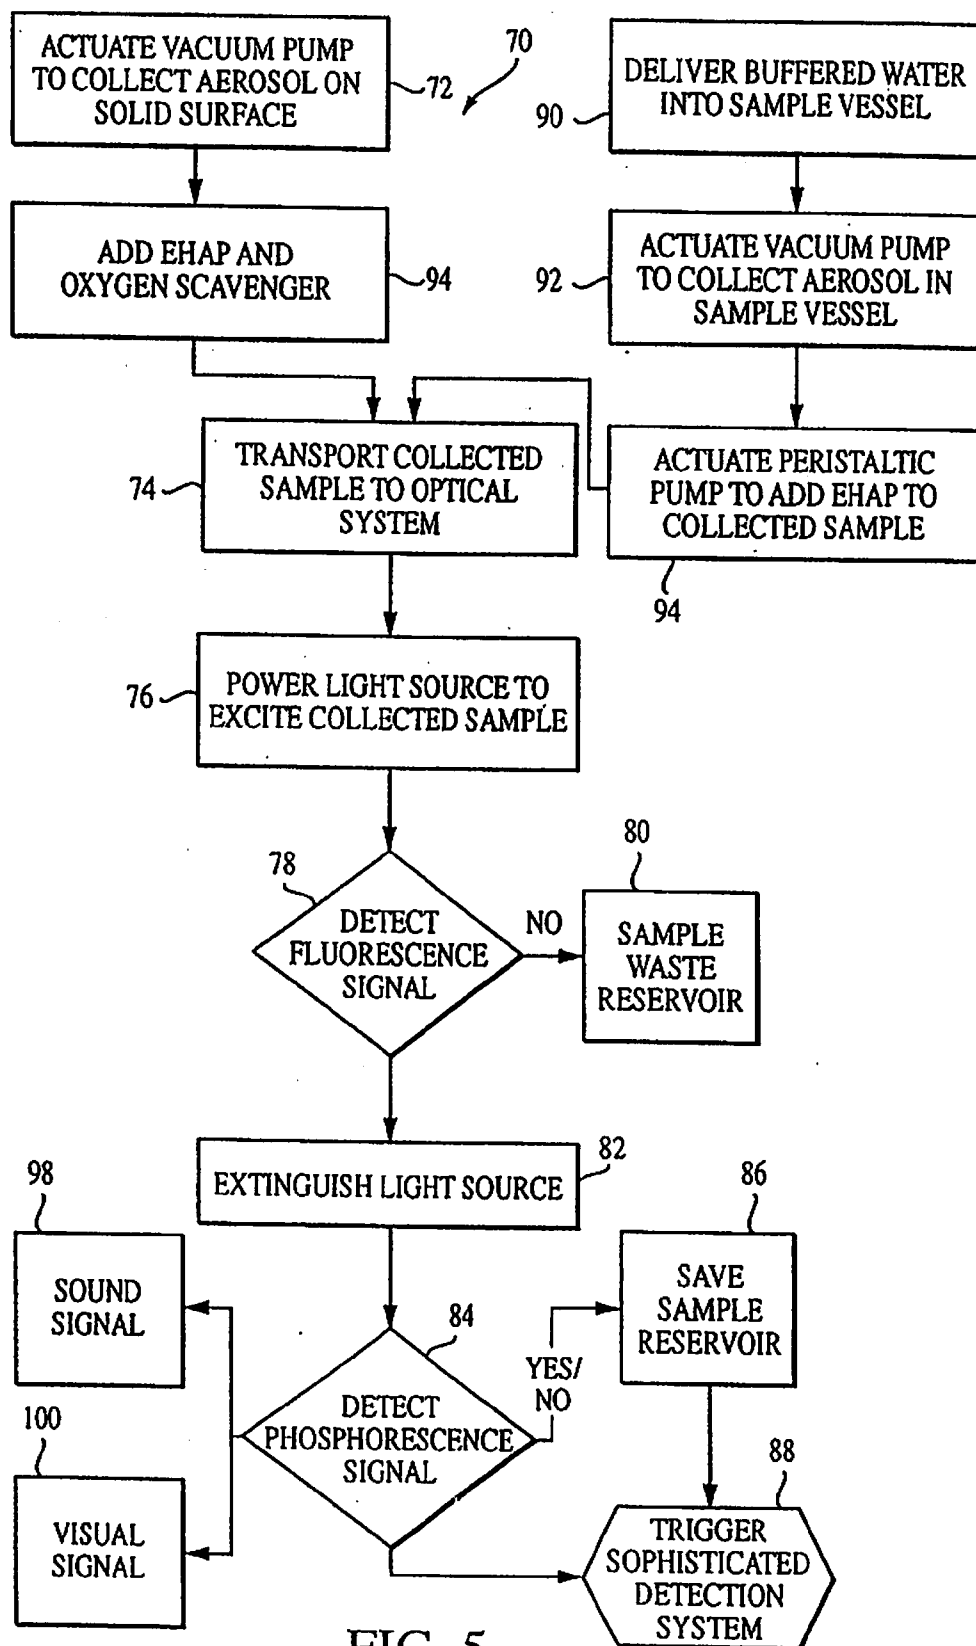 ACTUATE VACUUM PUMP
TO COLLECT AEROSOL ON
SOLID SURFACE
72
70
DELIVER BUFFERED WATER
INTO SAMPLE VESSEL
90
ADD EHAP AND
OXYGEN SCAVENGER
94
ACTUATE VACUUM PUMP
TO COLLECT AEROSOL IN
SAMPLE VESSEL
92
TRANSPORT COLLECTED
SAMPLE TO OPTICAL
SYSTEM
74
ACTUATE PERISTALTIC
PUMP TO ADD EHAP TO
COLLECTED SAMPLE
94
POWER LIGHT SOURCE TO
EXCITE COLLECTED SAMPLE
76
78
DETECT
FLUORESCENCE
SIGNAL
NO
80
SAMPLE
WASTE
RESERVOIR
EXTINGUISH LIGHT SOURCE
82
98
SOUND
SIGNAL
84
DETECT
PHOSPHORESCENCE
SIGNAL
YES/
NO
86
SAVE
SAMPLE
RESERVOIR
100
VISUAL
SIGNAL
88
TRIGGER
SOPHISTICATED
DETECTION
SYSTEM
FIG. 5